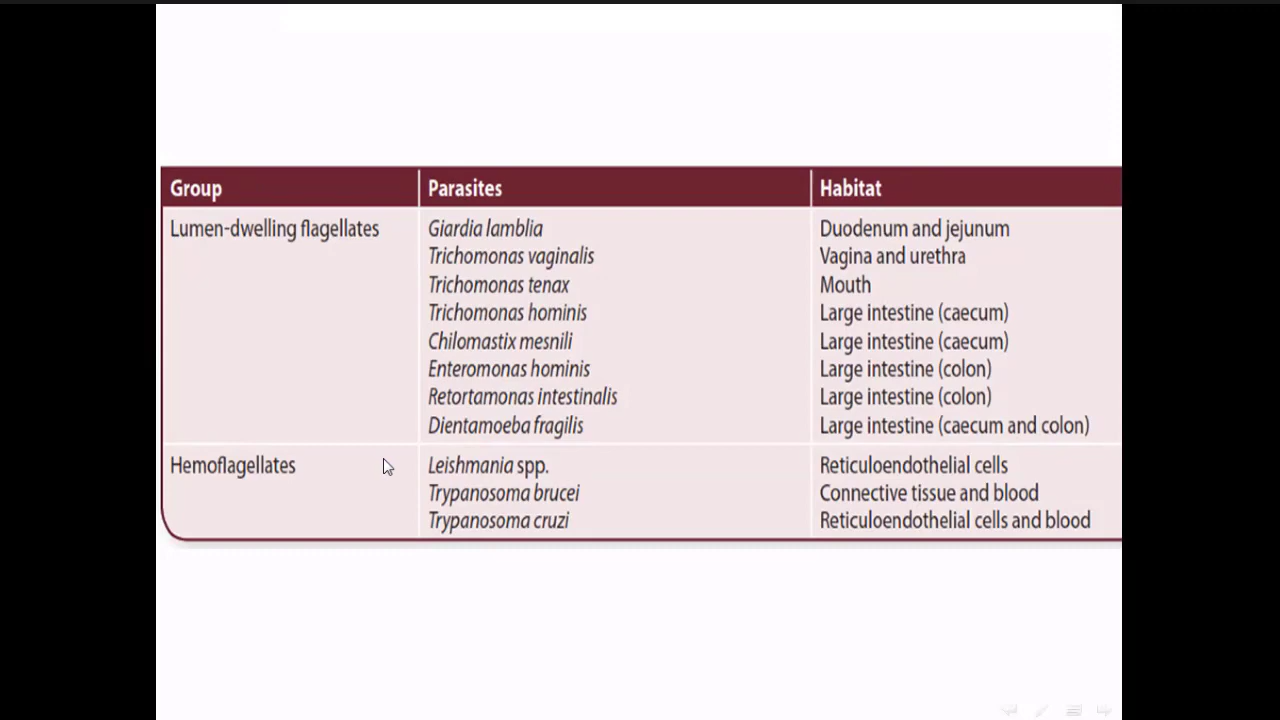 Group Parasites Habitat
Lumen-dwelling flagellates Giardia lamblia Duodenum and jejunum
Trichomonas vaginalis Vagina and urethra
Trichomonas tenax Mouth
Trichomonas hominis Large intestine (caecum)
Chilomastix mesnili Large intestine (caecum)
Enteromonas hominis Large intestine (colon)
Retortamonas intestinalis Large intestine (colon)
Dientamoeba fragilis Large intestine (caecum and colon)
Hemoflagellates Leishmania spp. Reticuloendothelial cells
Trypanosoma brucei Connective tissue and blood
Trypanosoma cruzi Reticuloendothelial cells and blood